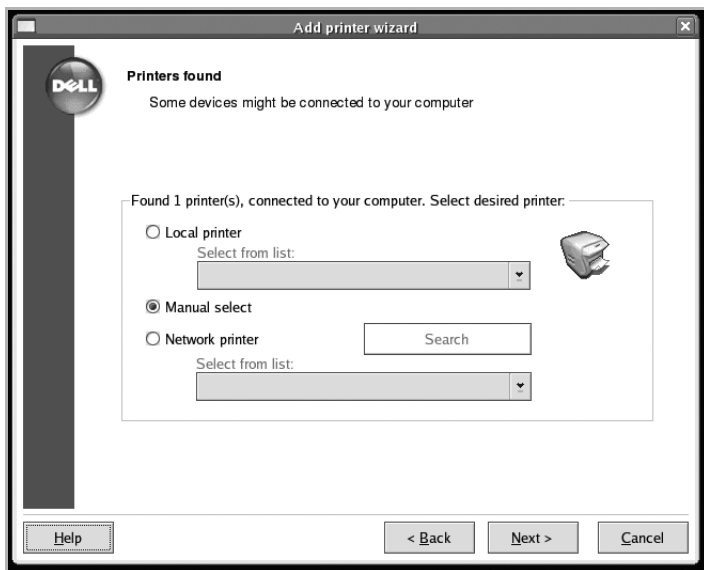 Add printer wizard
DELL
Printers found
Some devices might be connected to your computer
Found 1 printer(s), connected to your computer. Select desired printer:
Local printer
Select from list:
Manual select
Network printer
Search
Select from list:
Help
< Back
Next >
Cancel